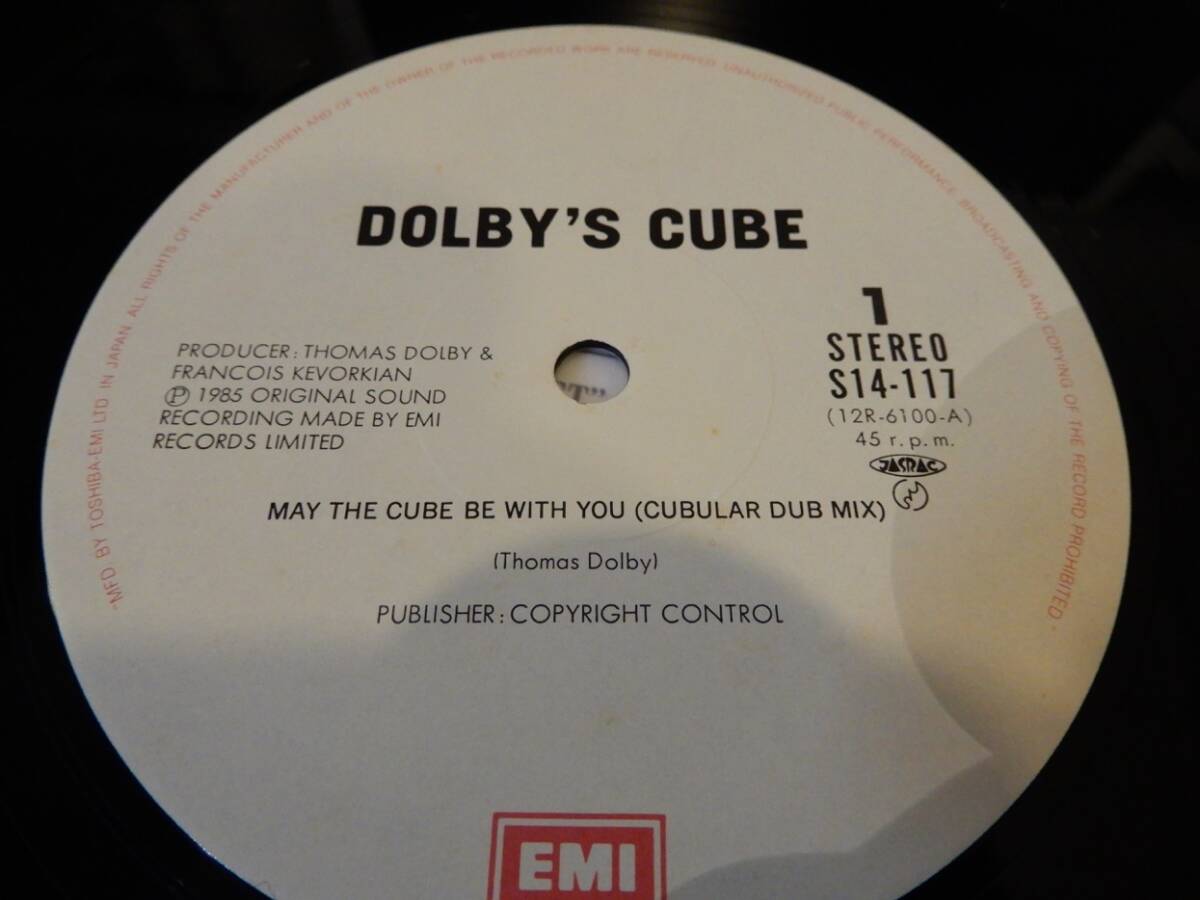 "MFD BY TOSHIBA-EMI LTD IN JAPAN. ALL RIGHTS OF THE MANUFACTURER AND OF THE OWNER OF THE RECORDED WORK ARE RESERVED. UNAUTHORIZED PUBLIC PERFORMANCE, BROADCASTING AND COPYING OF THE RECORD PROHIBITED"
DOLBY'S CUBE
1
STEREO
S14-117
(12R-6100-A)
45 r.p.m.
JASRAC
PRODUCER: THOMAS DOLBY &
FRANCOIS KEVORKIAN
Ⓟ 1985 ORIGINAL SOUND
RECORDING MADE BY EMI
RECORDS LIMITED
MAY THE CUBE BE WITH YOU (CUBULAR DUB MIX)
(Thomas Dolby)
PUBLISHER: COPYRIGHT CONTROL
EMI